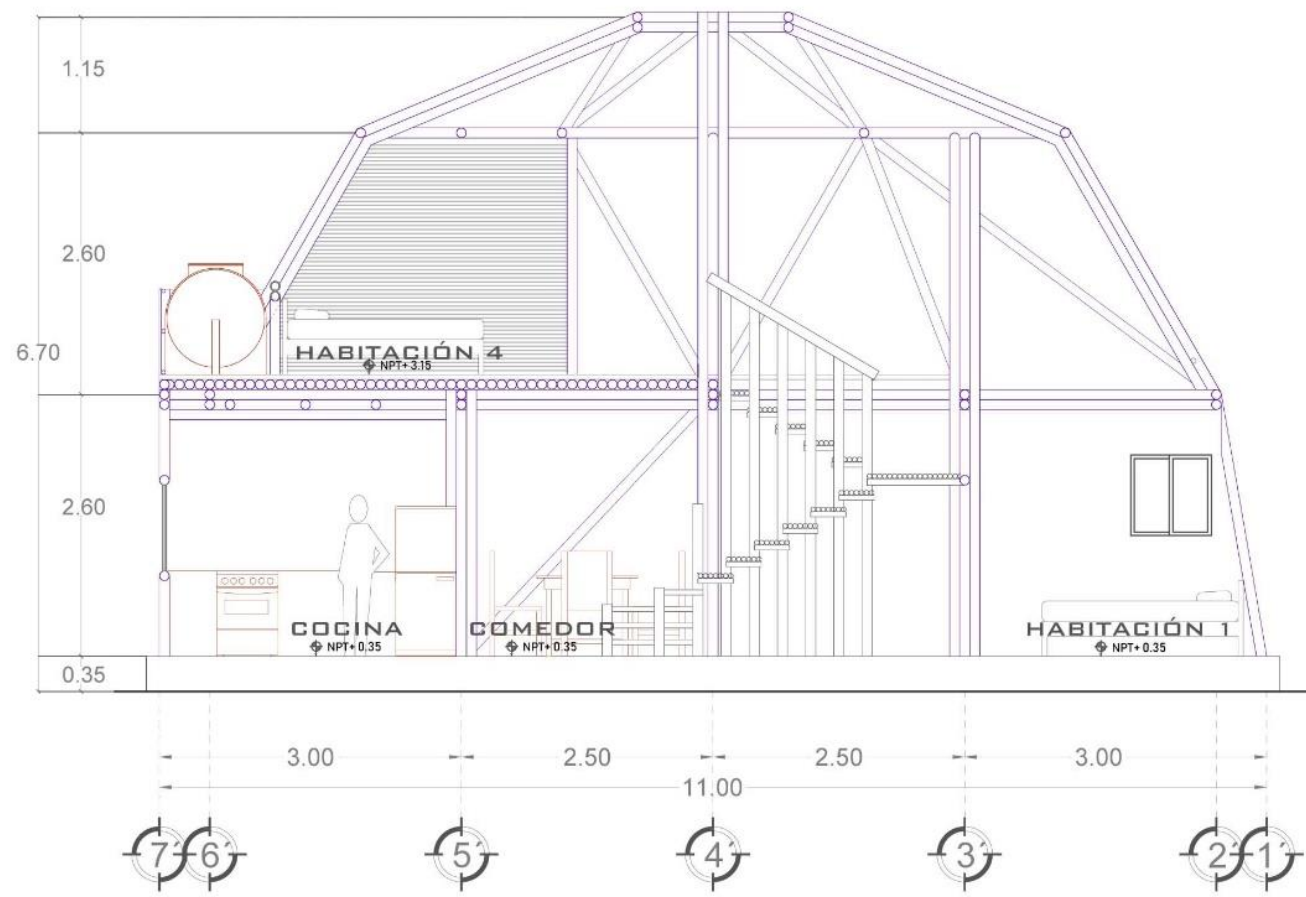 1.15
2.60
6.70
HABITACIÓN 4
NPT+ 3.15
2.60
COCINA
NPT+ 0.35
COMEDOR
NPT+ 0.35
HABITACIÓN 1
NPT+ 0.35
0.35
3.00 2.50 2.50 3.00
11.00
7´ 6´ 5´ 4´ 3´ 2´ 1´